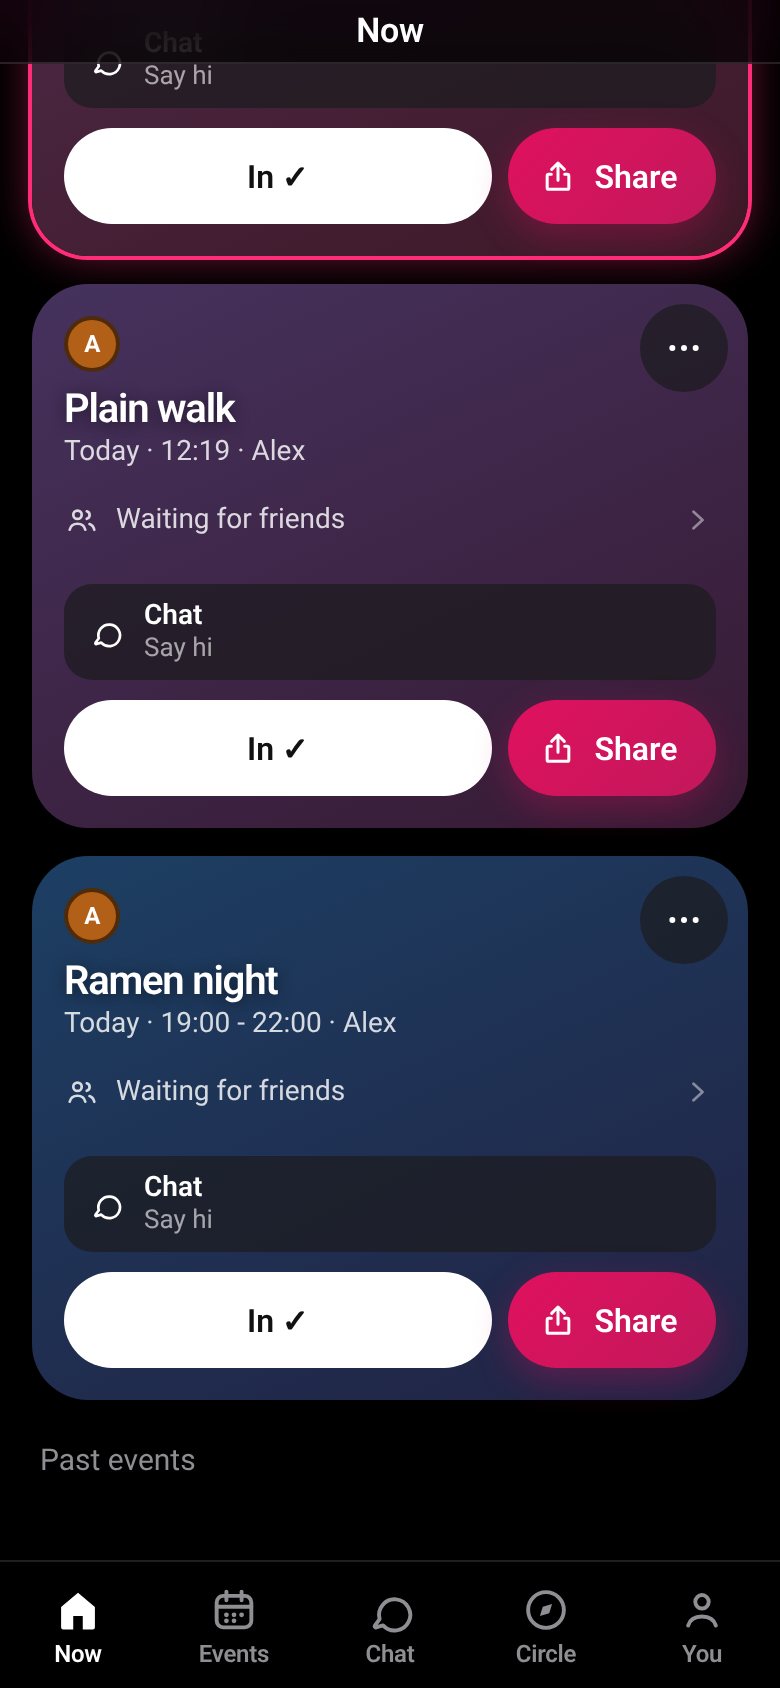 Now
Chat
Say hi
In ✓
Share
A
Plain walk
Today · 12:19 · Alex
Waiting for friends
Chat
Say hi
In ✓
Share
A
Ramen night
Today · 19:00 - 22:00 · Alex
Waiting for friends
Chat
Say hi
In ✓
Share
Past events
Now
Events
Chat
Circle
You